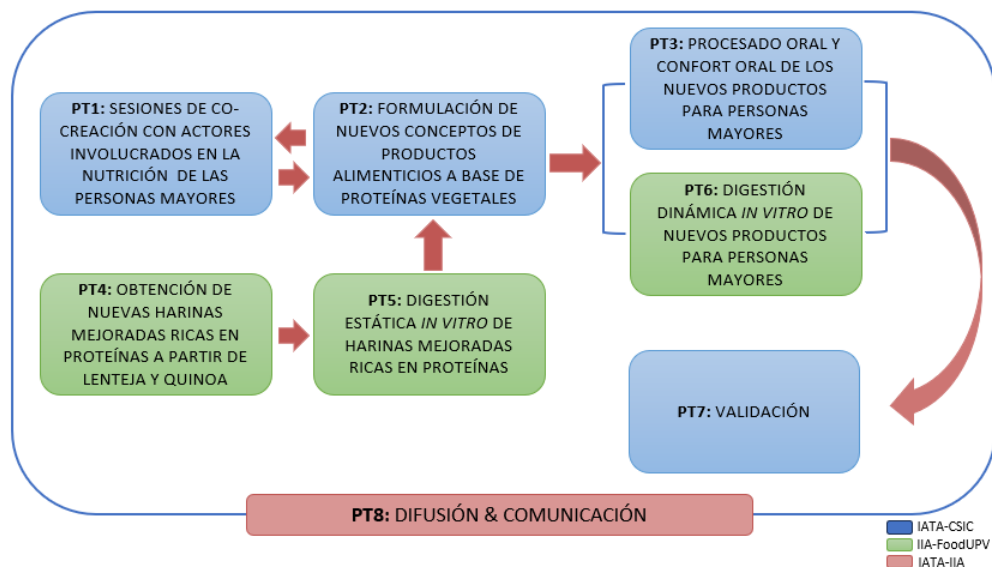 PT1: SESIONES DE CO-
CREACIÓN CON ACTORES
INVOLUCRADOS EN LA
NUTRICIÓN DE LAS
PERSONAS MAYORES
PT2: FORMULACIÓN DE
NUEVOS CONCEPTOS DE
PRODUCTOS
ALIMENTICIOS A BASE DE
PROTEÍNAS VEGETALES
PT3: PROCESADO ORAL Y
CONFORT ORAL DE LOS
NUEVOS PRODUCTOS
PARA PERSONAS
MAYORES
PT6: DIGESTIÓN
DINÁMICA IN VITRO DE
NUEVOS PRODUCTOS
PARA PERSONAS
MAYORES
PT4: OBTENCIÓN DE
NUEVAS HARINAS
MEJORADAS RICAS EN
PROTEÍNAS A PARTIR DE
LENTEJA Y QUINOA
PT5: DIGESTIÓN
ESTÁTICA IN VITRO DE
HARINAS MEJORADAS
RICAS EN PROTEÍNAS
PT7: VALIDACIÓN
PT8: DIFUSIÓN & COMUNICACIÓN
IATA-CSIC
IIA-FoodUPV
IATA-IIA